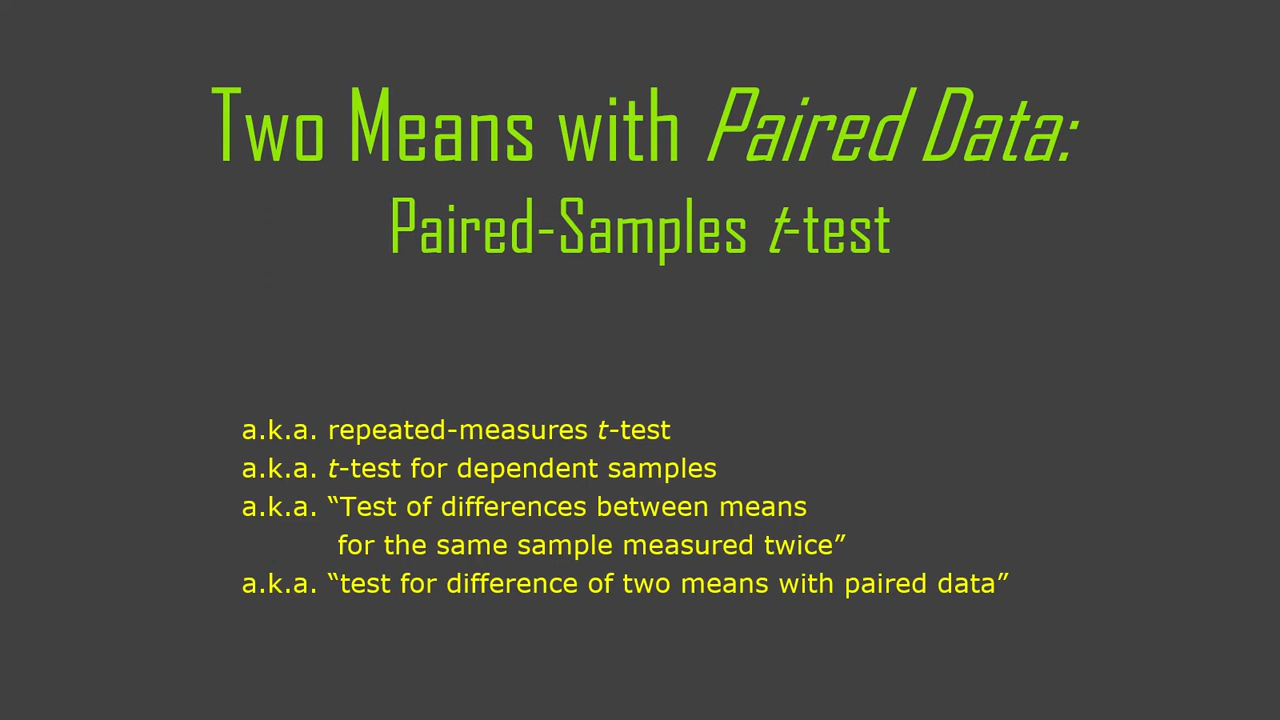 Two Means with Paired Data:
Paired-Samples t-test
a.k.a. repeated-measures t-test
a.k.a. t-test for dependent samples
a.k.a. “Test of differences between means
for the same sample measured twice”
a.k.a. “test for difference of two means with paired data”